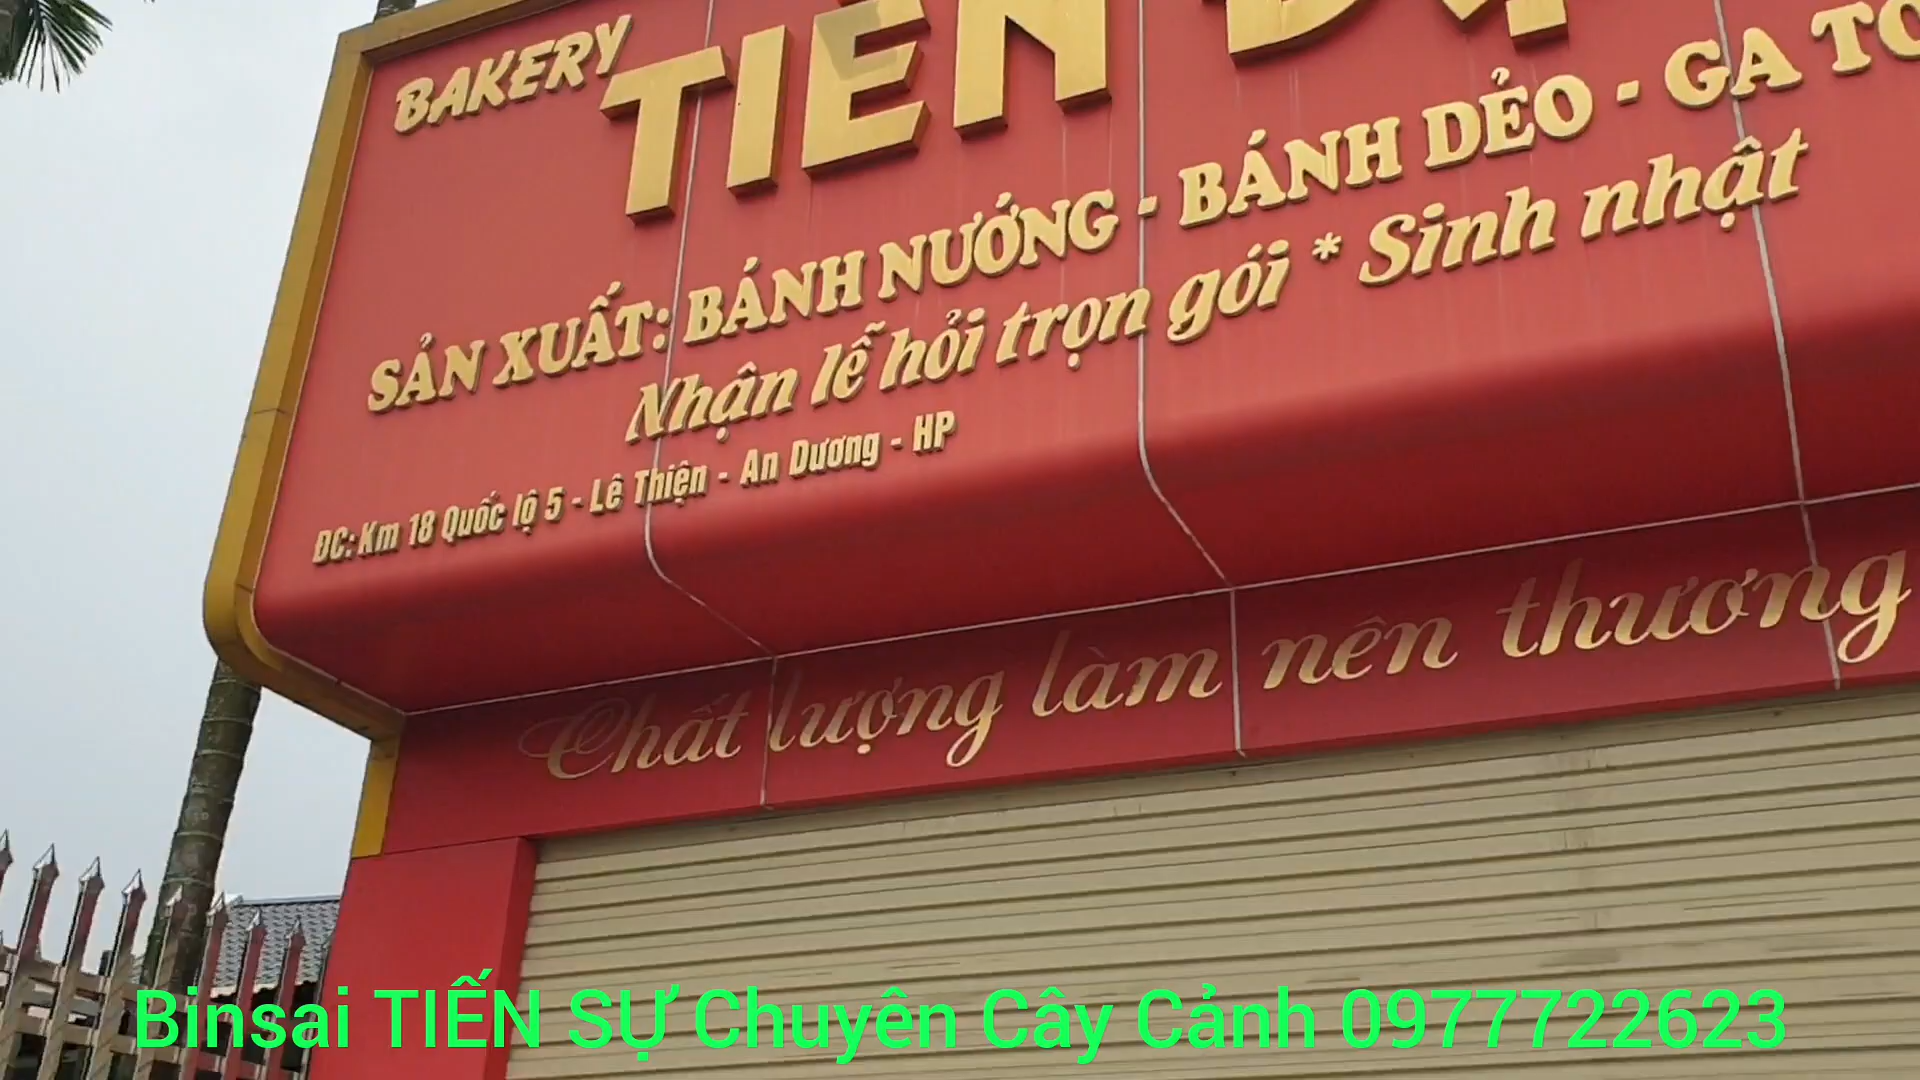 BAKERY
TIẾN
SẢN XUẤT: BÁNH NƯỚNG - BÁNH DẺO - GA TO
Nhận lễ hỏi trọn gói * Sinh nhật
ĐC: Km 18 Quốc lộ 5 - Lê Thiện - An Dương - HP
Chất lượng làm nên thương
Binsai TIẾN SỰ Chuyên Cây Cảnh 0977722623